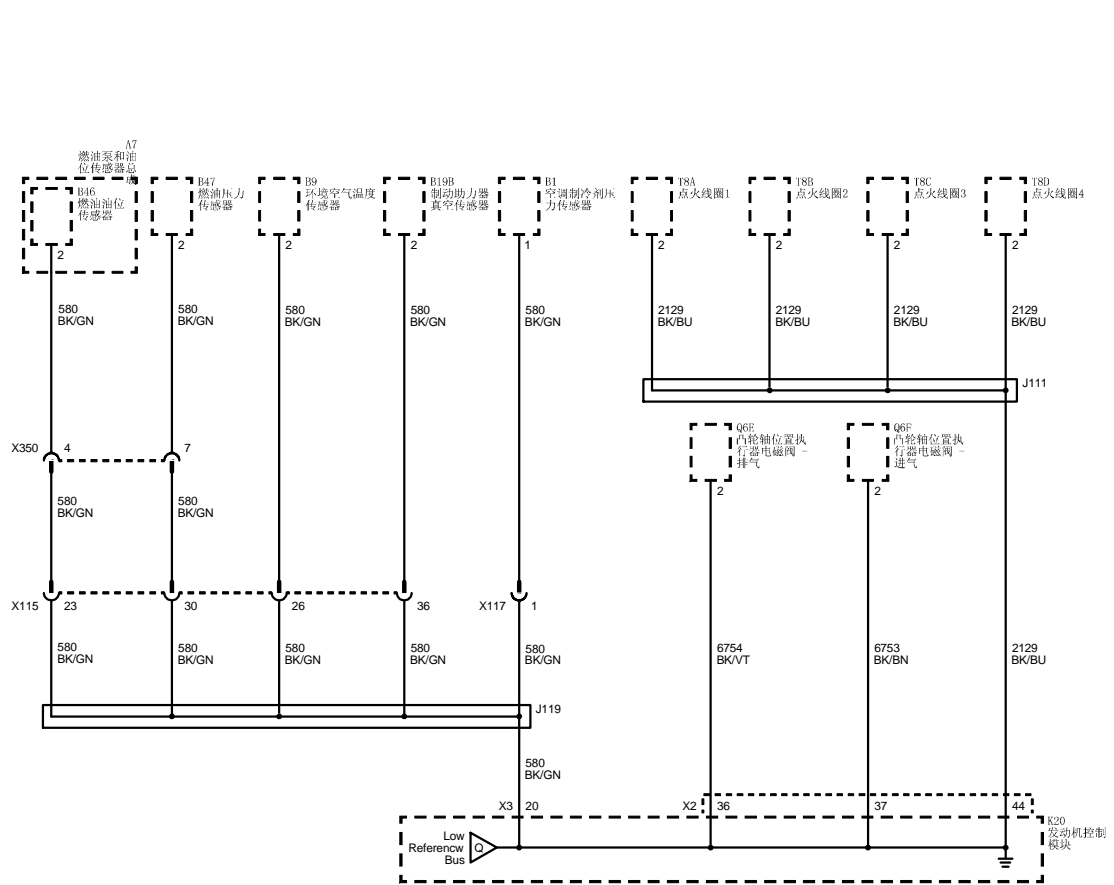 A7
燃油泵和油
位传感器总
成
B46
燃油油位
传感器
2
B47
燃油压力
传感器
2
B9
环境空气温度
传感器
2
B19B
制动助力器
真空传感器
2
B1
空调制冷剂压
力传感器
1
T8A
点火线圈1
2
T8B
点火线圈2
2
T8C
点火线圈3
2
T8D
点火线圈4
2
580
BK/GN
580
BK/GN
580
BK/GN
580
BK/GN
580
BK/GN
2129
BK/BU
2129
BK/BU
2129
BK/BU
2129
BK/BU
J111
Q6E
凸轮轴位置执
行器电磁阀 -
排气
2
Q6F
凸轮轴位置执
行器电磁阀 -
进气
2
X350 4 7
580
BK/GN
580
BK/GN
X115 23 30 26 36 X117 1
580
BK/GN
580
BK/GN
580
BK/GN
580
BK/GN
580
BK/GN
6754
BK/VT
6753
BK/BN
2129
BK/BU
J119
580
BK/GN
X3 20 X2 36 37 44
K20
发动机控制
模块
Low
Referencw
Bus
Q